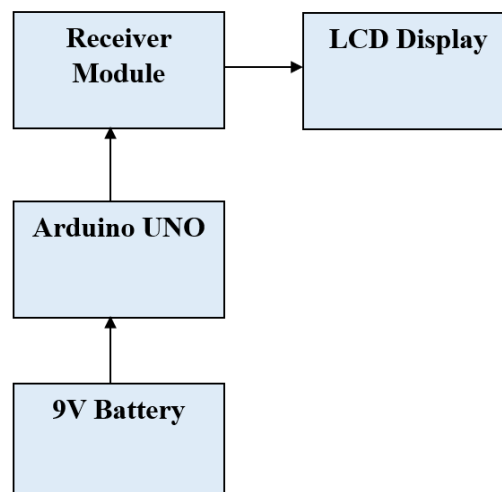 Receiver
Module
LCD Display
Arduino UNO
9V Battery